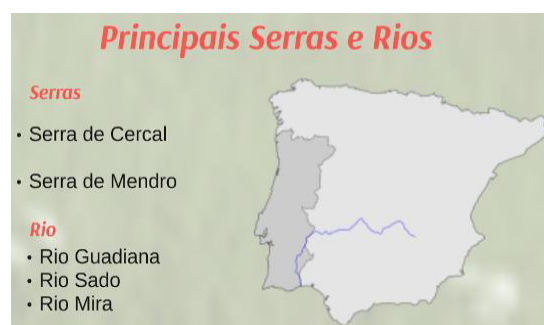 Principais Serras e Rios
Serras
• Serra de Cercal
• Serra de Mendro
Rio
• Rio Guadiana
• Rio Sado
• Rio Mira